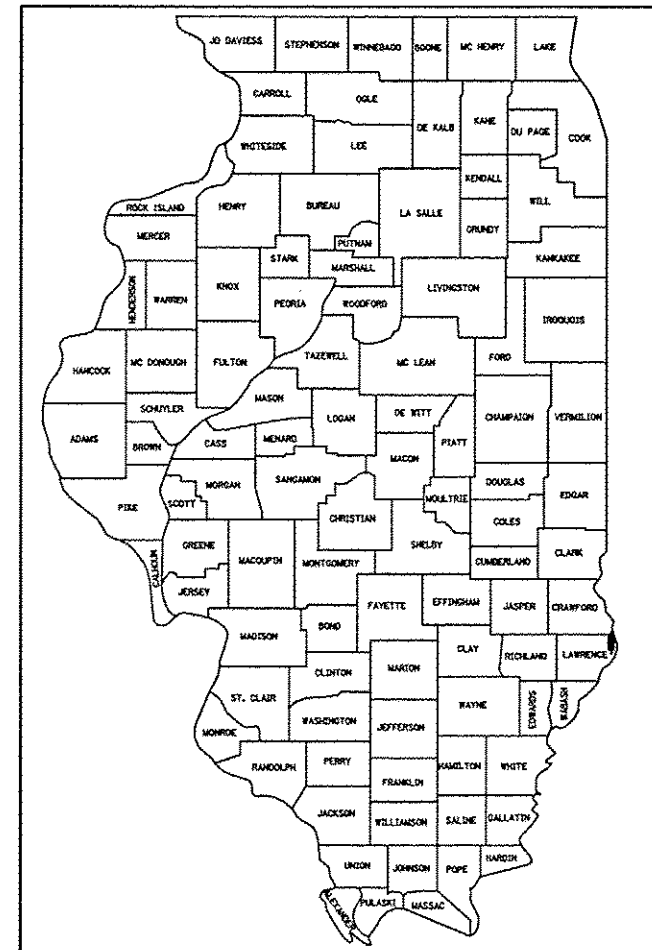 JO DAVIESS
STEPHENSON
WINNEBAGO
BOONE
MC HENRY
LAKE
CARROLL
OGLE
DE KALB
KANE
DU PAGE
COOK
WHITESIDE
LEE
KENDALL
WILL
ROCK ISLAND
HENRY
BUREAU
LA SALLE
GRUNDY
PUTNAM
MERCER
STARK
MARSHALL
KANKAKEE
HENDERSON
WARREN
KNOX
PEORIA
WOODFORD
LIVINGSTON
IROQUOIS
HANCOCK
MC DONOUGH
FULTON
TAZEWELL
MC LEAN
FORD
MASON
SCHUYLER
LOGAN
DE WITT
CHAMPAIGN
VERMILION
ADAMS
BROWN
CASS
MENARD
MACON
PIATT
PIKE
SCOTT
MORGAN
SANGAMON
MOULTRIE
DOUGLAS
EDGAR
CHRISTIAN
COLES
GREENE
MACOUPIN
MONTGOMERY
SHELBY
CUMBERLAND
CLARK
CALHOUN
JERSEY
FAYETTE
EFFINGHAM
JASPER
CRAWFORD
MADISON
BOND
CLAY
RICHLAND
LAWRENCE
CLINTON
MARION
ST. CLAIR
WAYNE
EDWARDS
WABASH
WASHINGTON
JEFFERSON
MONROE
RANDOLPH
PERRY
HAMILTON
WHITE
FRANKLIN
JACKSON
WILLIAMSON
SALINE
GALLATIN
UNION
JOHNSON
POPE
HARDIN
ALEXANDER
PULASKI
MASSAC